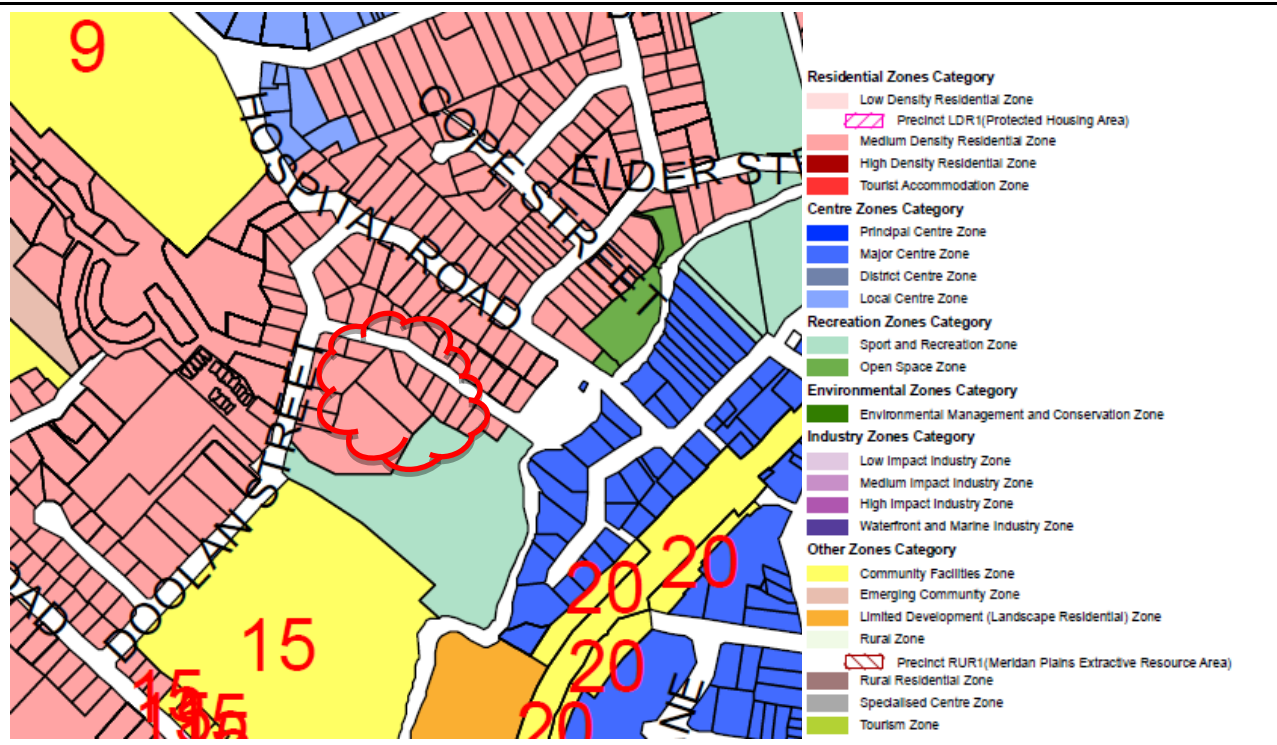 9
HOSPITAL ROAD
COPE STREET
ELDER ST
DOOLAN STREET
OAD
15
15
15
20
20
20
20
NE
Residential Zones Category
Low Density Residential Zone
Precinct LDR1(Protected Housing Area)
Medium Density Residential Zone
High Density Residential Zone
Tourist Accommodation Zone
Centre Zones Category
Principal Centre Zone
Major Centre Zone
District Centre Zone
Local Centre Zone
Recreation Zones Category
Sport and Recreation Zone
Open Space Zone
Environmental Zones Category
Environmental Management and Conservation Zone
Industry Zones Category
Low Impact Industry Zone
Medium Impact Industry Zone
High Impact Industry Zone
Waterfront and Marine Industry Zone
Other Zones Category
Community Facilities Zone
Emerging Community Zone
Limited Development (Landscape Residential) Zone
Rural Zone
Precinct RUR1(Meridan Plains Extractive Resource Area)
Rural Residential Zone
Specialised Centre Zone
Tourism Zone